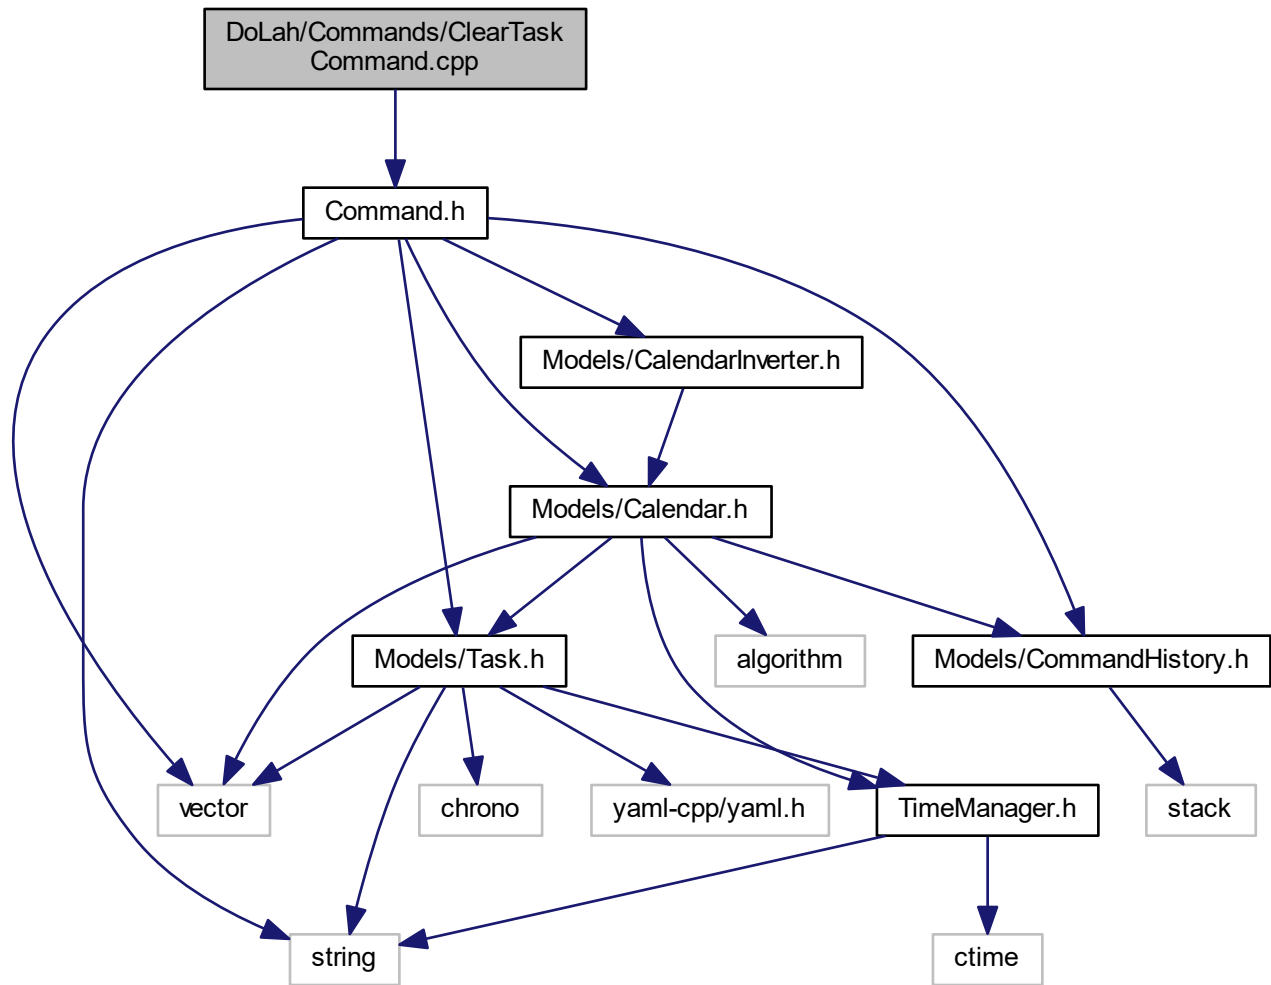 DoLah/Commands/ClearTask
Command.cpp
Command.h
Models/CalendarInverter.h
Models/Calendar.h
Models/Task.h
algorithm
Models/CommandHistory.h
vector
chrono
yaml-cpp/yaml.h
TimeManager.h
stack
string
ctime